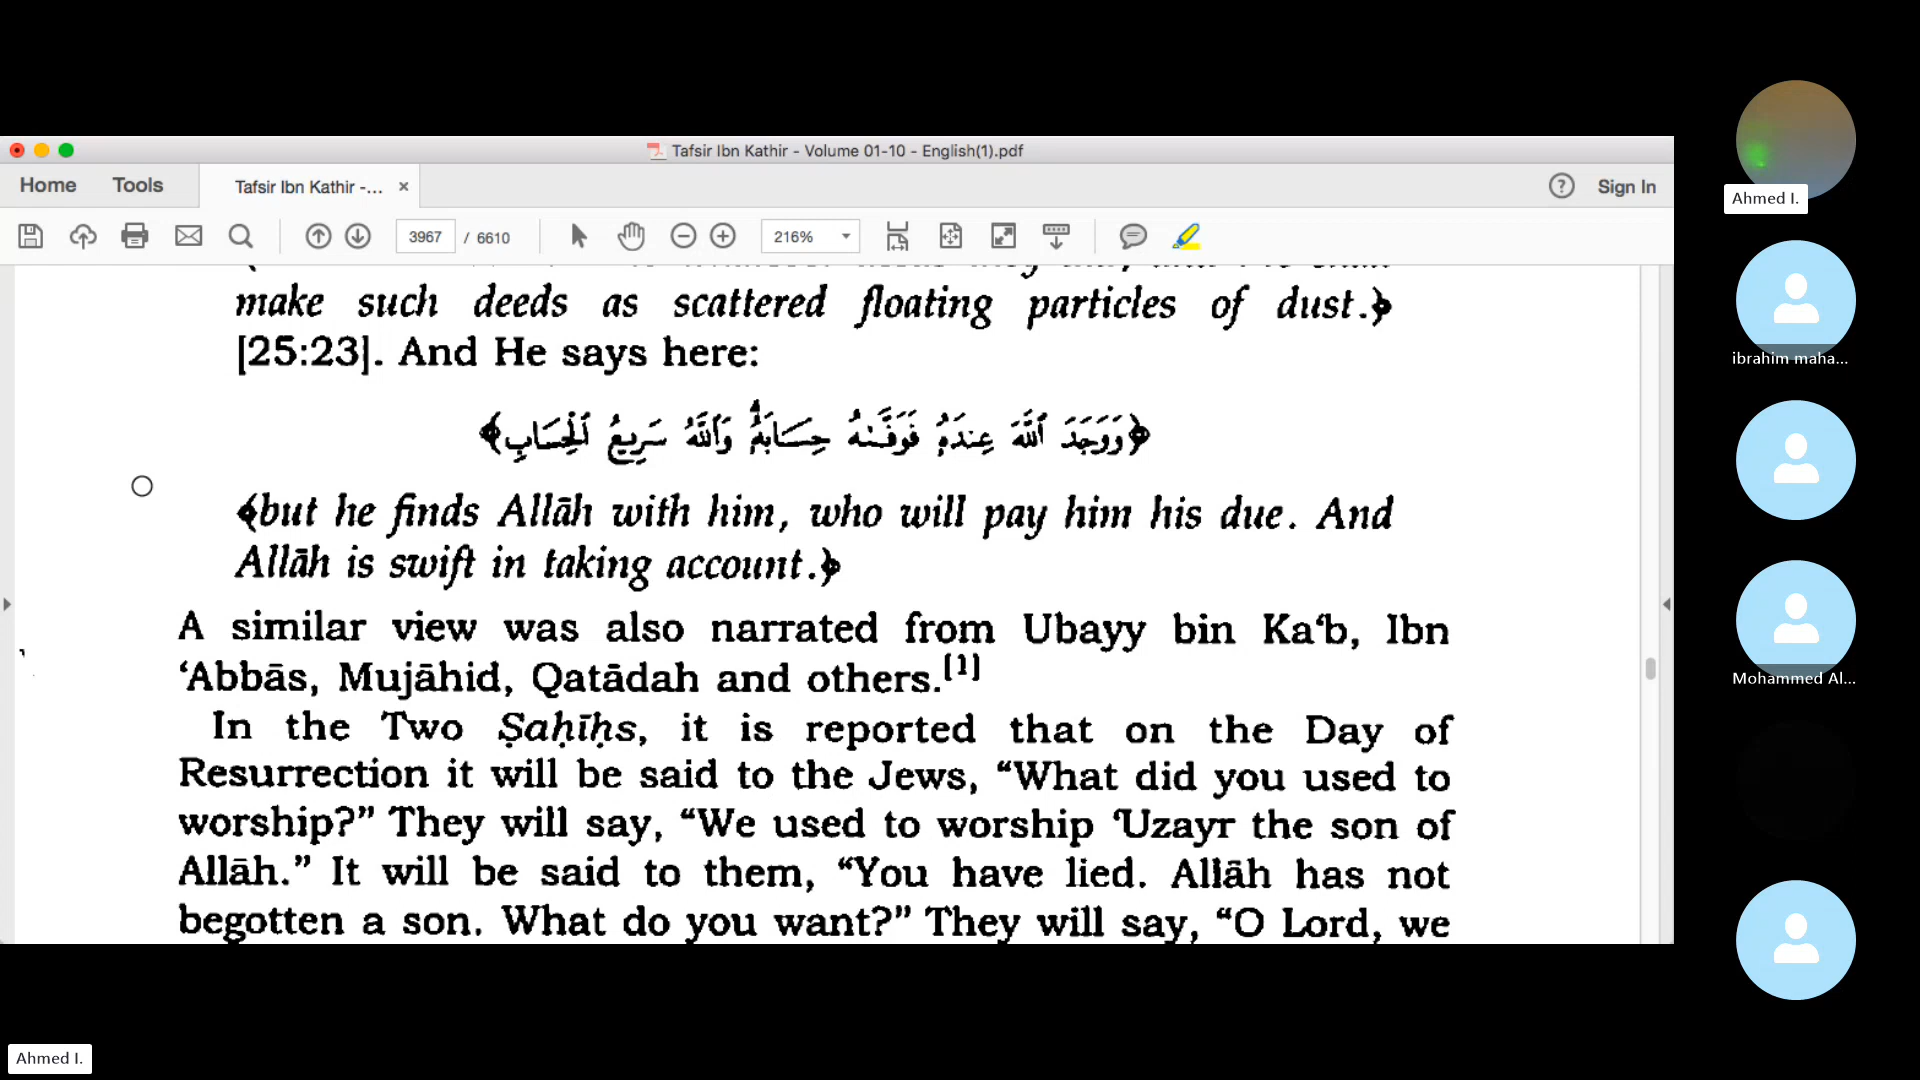 Tafsir Ibn Kathir - Volume 01-10 - English(1).pdf
Home Tools Tafsir Ibn Kathir -... × ? Sign In
3967 / 6610 216%
make such deeds as scattered floating particles of dust.﴿
[25:23]. And He says here:
﴿وَوَجَدَ ٱللَّهَ عِندَهُ فَوَفَّىٰهُ حِسَابَهُۥ وَٱللَّهُ سَرِيعُ ٱلْحِسَابِ﴾
﴾but he finds Allāh with him, who will pay him his due. And
Allāh is swift in taking account.﴿
A similar view was also narrated from Ubayy bin Ka‘b, Ibn
‘Abbās, Mujāhid, Qatādah and others.[1]
In the Two Ṣaḥīḥs, it is reported that on the Day of
Resurrection it will be said to the Jews, “What did you used to
worship?” They will say, “We used to worship ‘Uzayr the son of
Allāh.” It will be said to them, “You have lied. Allāh has not
begotten a son. What do you want?” They will say, “O Lord, we
Ahmed I.
ibrahim maha...
Mohammed Al...
Ahmed I.